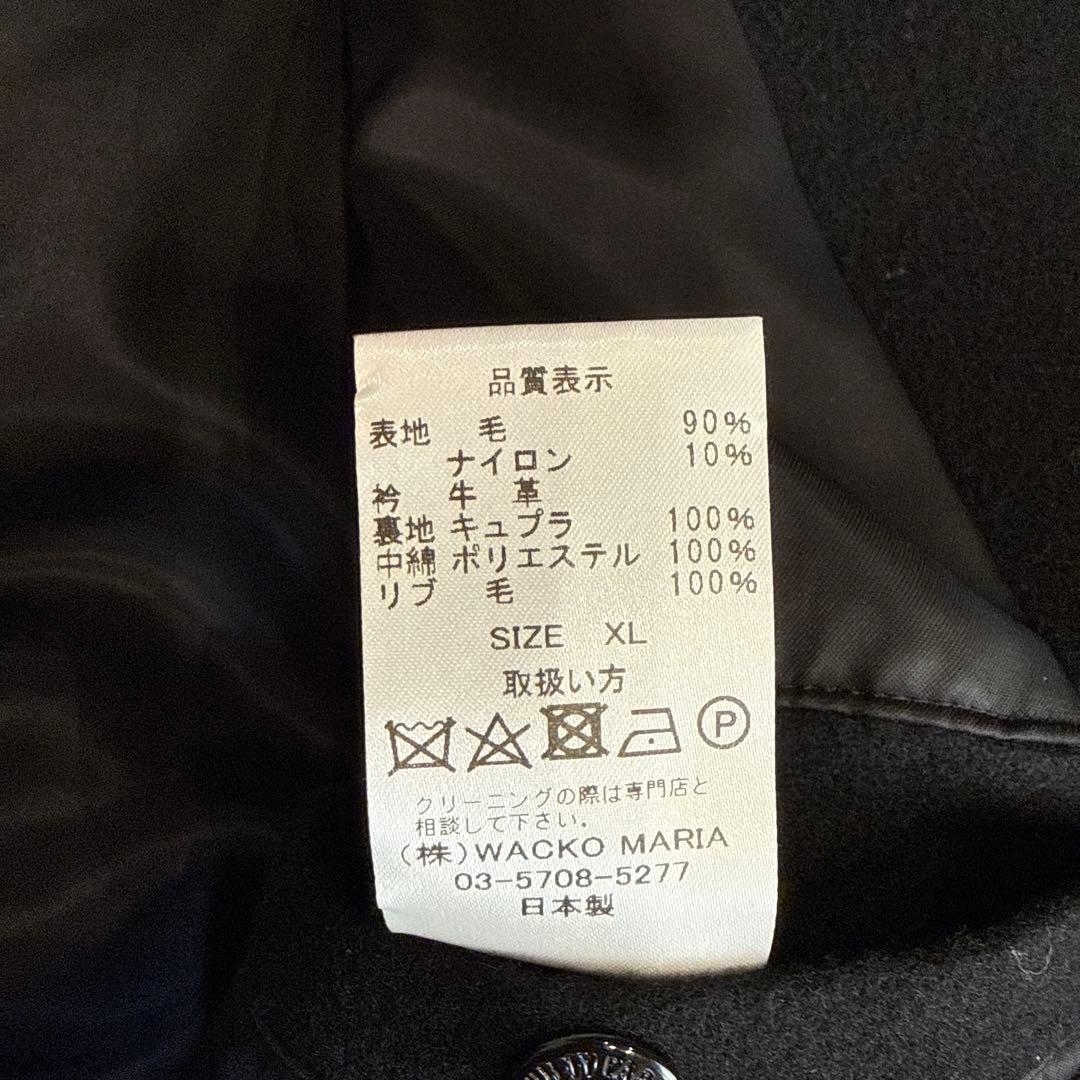 品質表示
表地 毛 90%
ナイロン 10%
衿 牛 革
裏地 キュプラ 100%
中綿 ポリエステル 100%
リブ 毛 100%
SIZE XL
取扱い方
P
クリーニングの際は専門店と
相談して下さい。
(株)WACKO MARIA
03-5708-5277
日本製